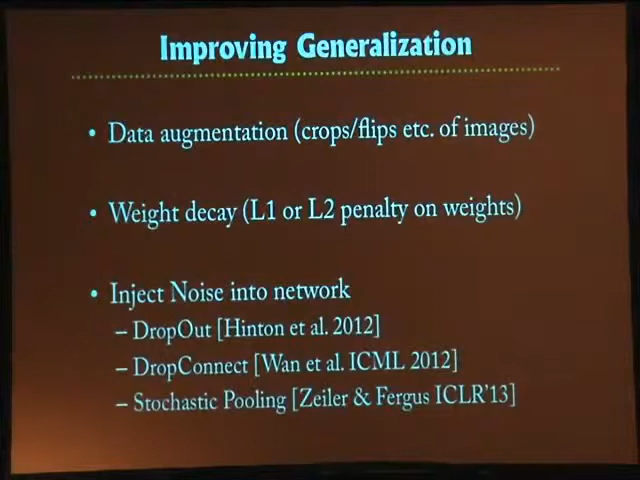 Improving Generalization
• Data augmentation (crops/flips etc. of images)
• Weight decay (L1 or L2 penalty on weights)
• Inject Noise into network
– DropOut [Hinton et al. 2012]
– DropConnect [Wan et al. ICML 2012]
– Stochastic Pooling [Zeiler & Fergus ICLR'13]